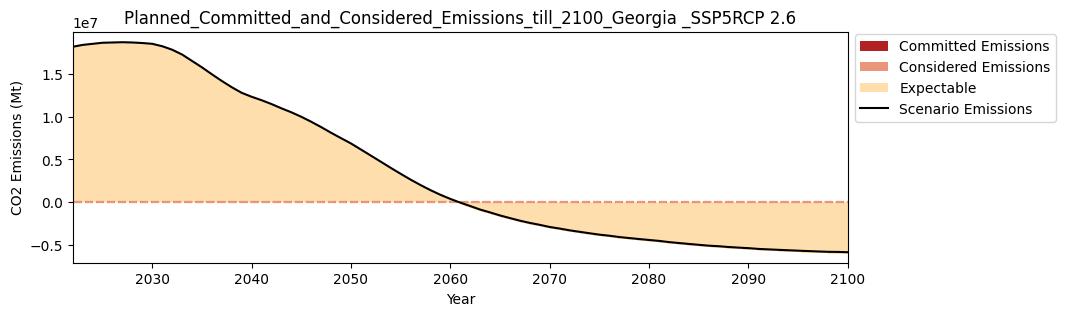 Planned_Committed_and_Considered_Emissions_till_2100_Georgia _SSP5RCP 2.6
1e7
1.5
1.0
0.5
0.0
−0.5
CO2 Emissions (Mt)
2030 2040 2050 2060 2070 2080 2090 2100
Year
Committed Emissions
Considered Emissions
Expectable
Scenario Emissions